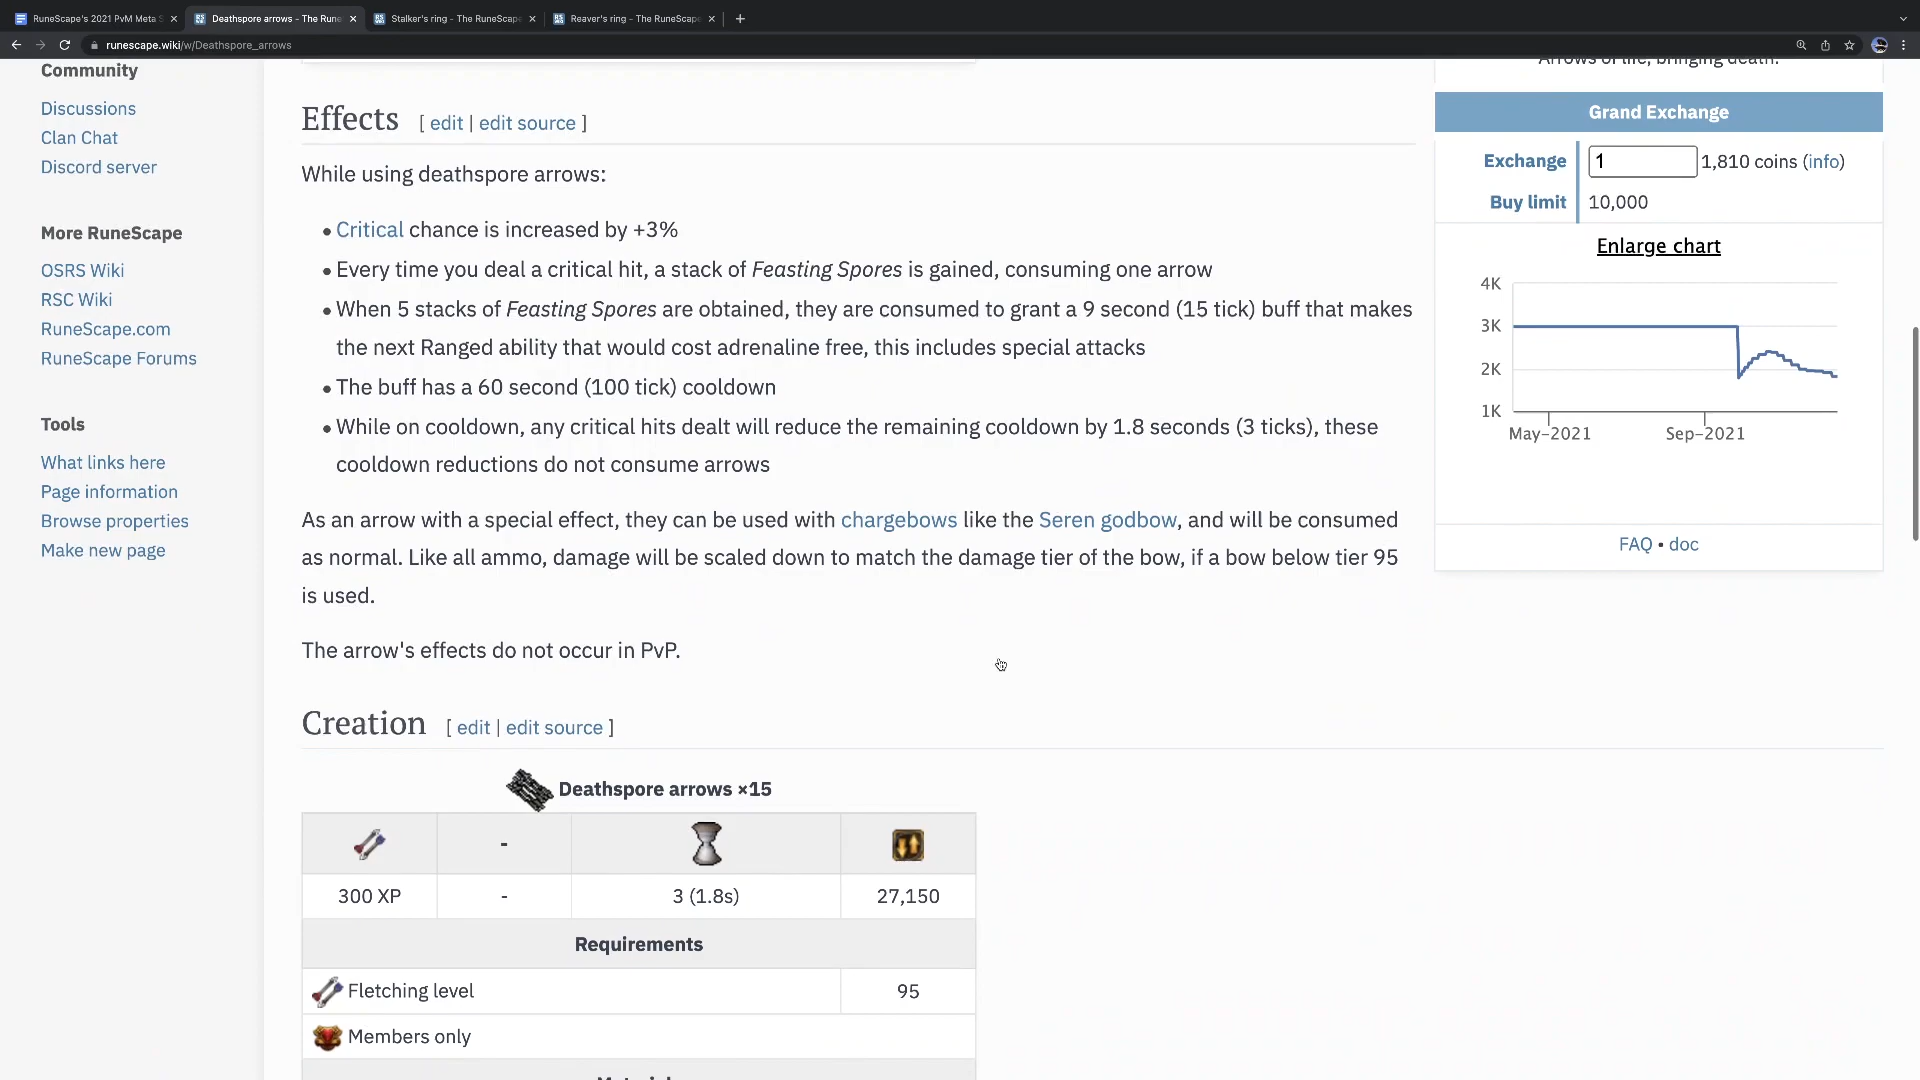 RuneScape's 2021 PvM Meta S
Deathspore arrows - The Rune
Stalker's ring - The RuneScape
Reaver's ring - The RuneScape
runescape.wiki/w/Deathspore_arrows
Community
Discussions
Clan Chat
Discord server
More RuneScape
OSRS Wiki
RSC Wiki
RuneScape.com
RuneScape Forums
Tools
What links here
Page information
Browse properties
Make new page
Effects [ edit | edit source ]
While using deathspore arrows:
• Critical chance is increased by +3%
• Every time you deal a critical hit, a stack of Feasting Spores is gained, consuming one arrow
• When 5 stacks of Feasting Spores are obtained, they are consumed to grant a 9 second (15 tick) buff that makes
the next Ranged ability that would cost adrenaline free, this includes special attacks
• The buff has a 60 second (100 tick) cooldown
• While on cooldown, any critical hits dealt will reduce the remaining cooldown by 1.8 seconds (3 ticks), these
cooldown reductions do not consume arrows
As an arrow with a special effect, they can be used with chargebows like the Seren godbow, and will be consumed
as normal. Like all ammo, damage will be scaled down to match the damage tier of the bow, if a bow below tier 95
is used.
The arrow's effects do not occur in PvP.
Creation [ edit | edit source ]
Deathspore arrows ×15
-
300 XP - 3 (1.8s) 27,150
Requirements
Fletching level 95
Members only
Arrows of life, bringing death.
Grand Exchange
Exchange 1 1,810 coins (info)
Buy limit 10,000
Enlarge chart
4K
3K
2K
1K
May-2021 Sep-2021
FAQ • doc